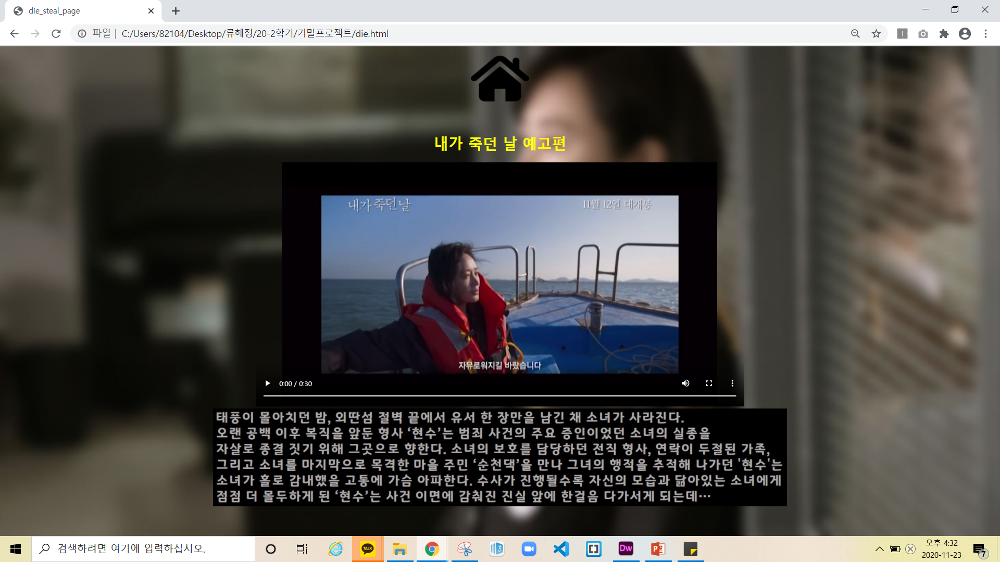 die_steal_page
파일 | C:/Users/82104/Desktop/류혜정/20-2학기/기말프로젝트/die.html
내가 죽던 날 예고편
내가 죽던 날
11월 12일 대개봉
자유로워지길 바랐습니다
0:00 / 0:30
태풍이 몰아치던 밤, 외딴섬 절벽 끝에서 유서 한 장만을 남긴 채 소녀가 사라진다.
오랜 공백 이후 복직을 앞둔 형사 ‘현수’는 범죄 사건의 주요 증인이었던 소녀의 실종을
자살로 종결 짓기 위해 그곳으로 향한다. 소녀의 보호를 담당하던 전직 형사, 연락이 두절된 가족,
그리고 소녀를 마지막으로 목격한 마을 주민 ‘순천댁’을 만나 그녀의 행적을 추적해 나가던 '현수'는
소녀가 홀로 감내했을 고통에 가슴 아파한다. 수사가 진행될수록 자신의 모습과 닮아있는 소녀에게
점점 더 몰두하게 된 ‘현수’는 사건 이면에 감춰진 진실 앞에 한걸음 다가서게 되는데…
검색하려면 여기에 입력하십시오.
TALK
Dw
P
오후 4:32
2020-11-23
7